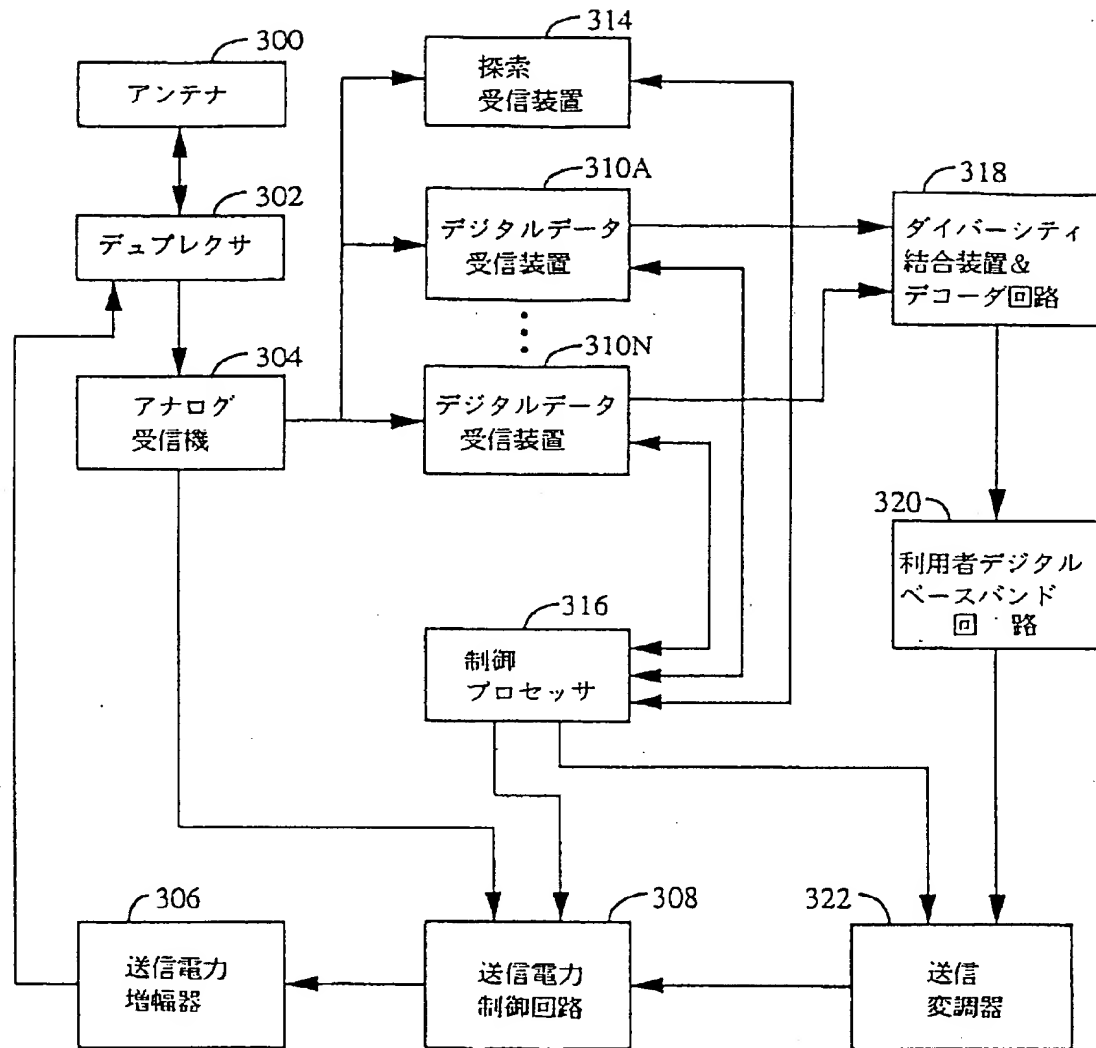 300
アンテナ
302
デュプレクサ
304
アナログ
受信機
314
探索
受信装置
310A
デジタルデータ
受信装置
310N
デジタルデータ
受信装置
318
ダイバーシティ
結合装置&
デコーダ回路
320
利用者デジタル
ベースバンド
回 路
316
制御
プロセッサ
306
送信電力
増幅器
308
送信電力
制御回路
322
送信
変調器